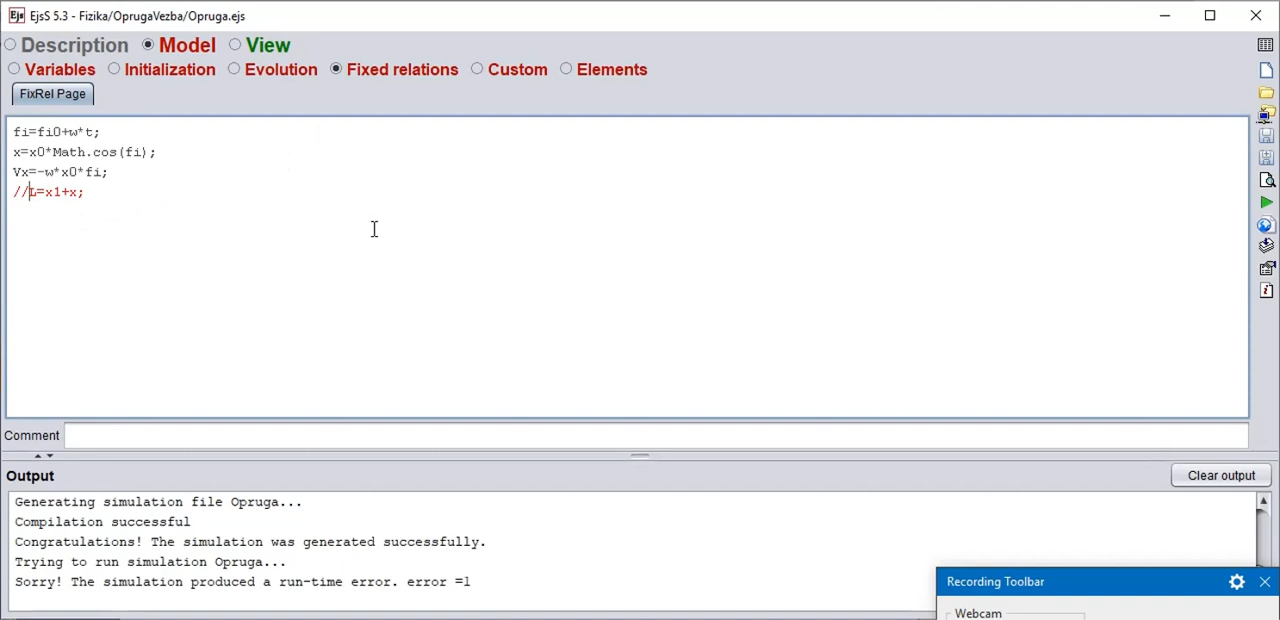 EjsS 5.3 - Fizika/OprugaVezba/Opruga.ejs
Description Model View
Variables Initialization Evolution Fixed relations Custom Elements
FixRel Page
fi=fi0+w*t;
x=x0*Math.cos(fi);
Vx=-w*x0*fi;
//L=x1+x;
Comment
Output
Clear output
Generating simulation file Opruga...
Compilation successful
Congratulations! The simulation was generated successfully.
Trying to run simulation Opruga...
Sorry! The simulation produced a run-time error. error =1
Recording Toolbar
Webcam